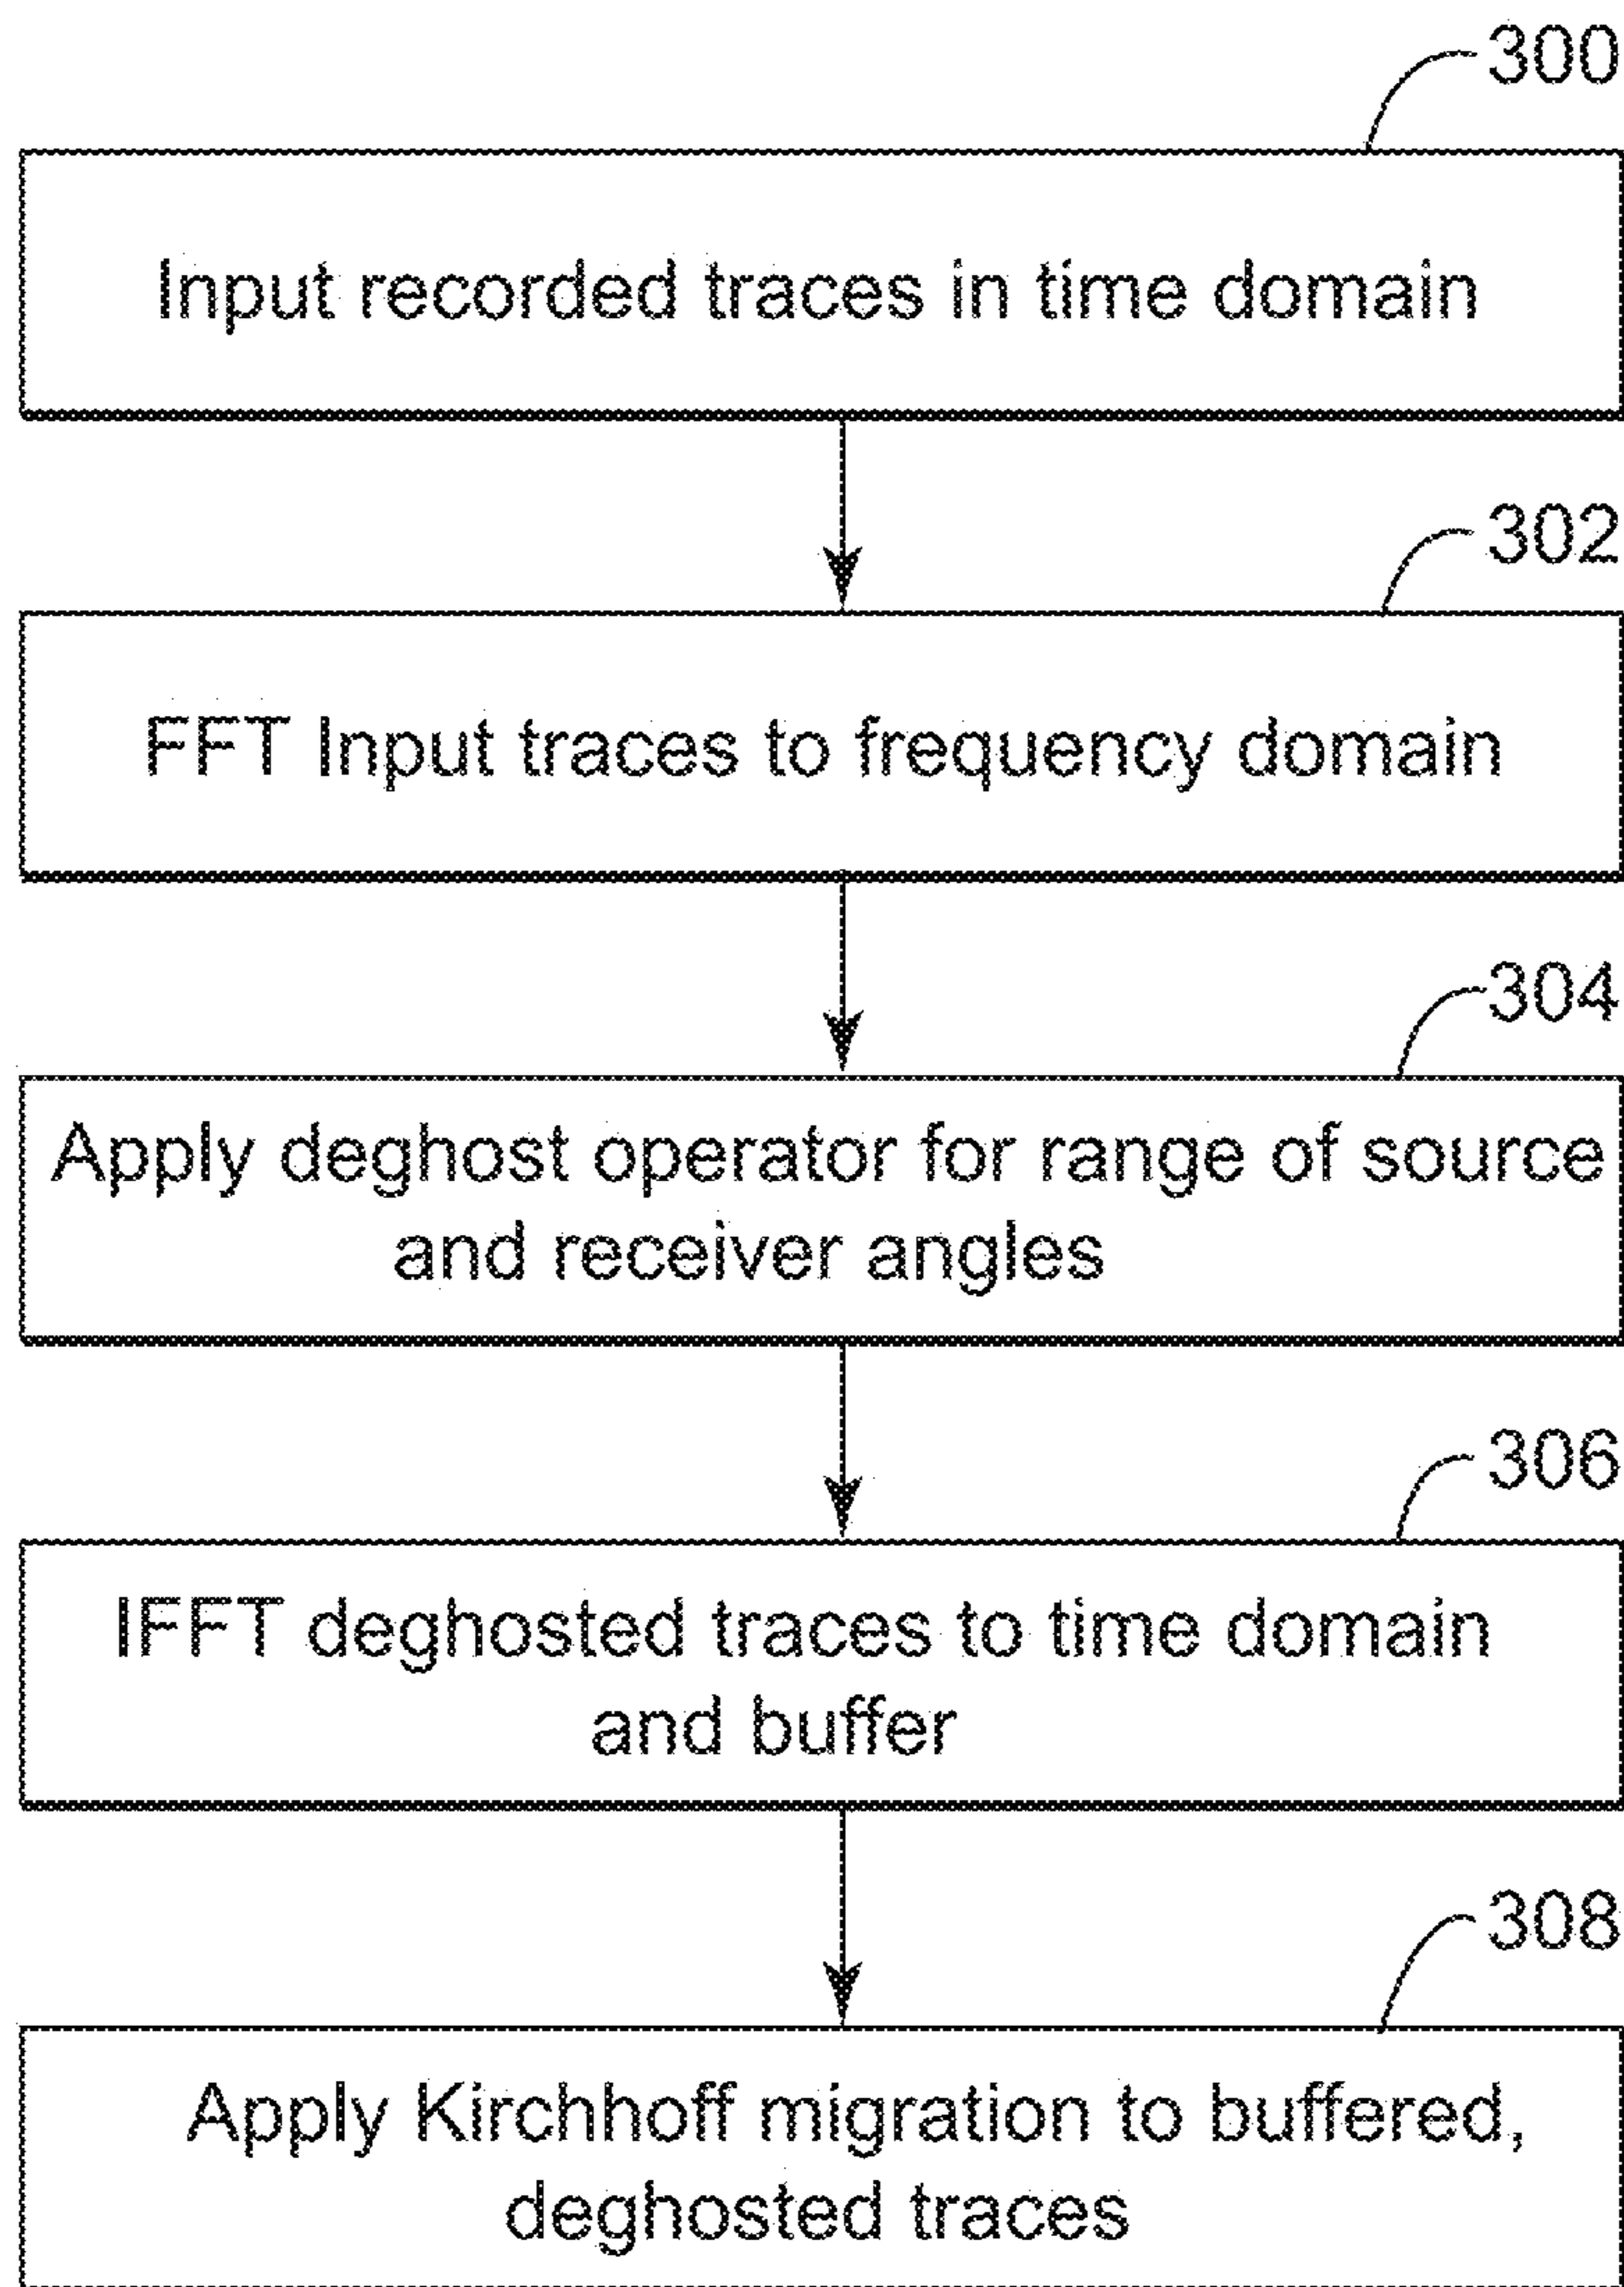 300
Input recorded traces in time domain
302
FFT Input traces to frequency domain
304
Apply deghost operator for range of source
and receiver angles
306
IFFT deghosted traces to time domain
and buffer
308
Apply Kirchhoff migration to buffered,
deghosted traces